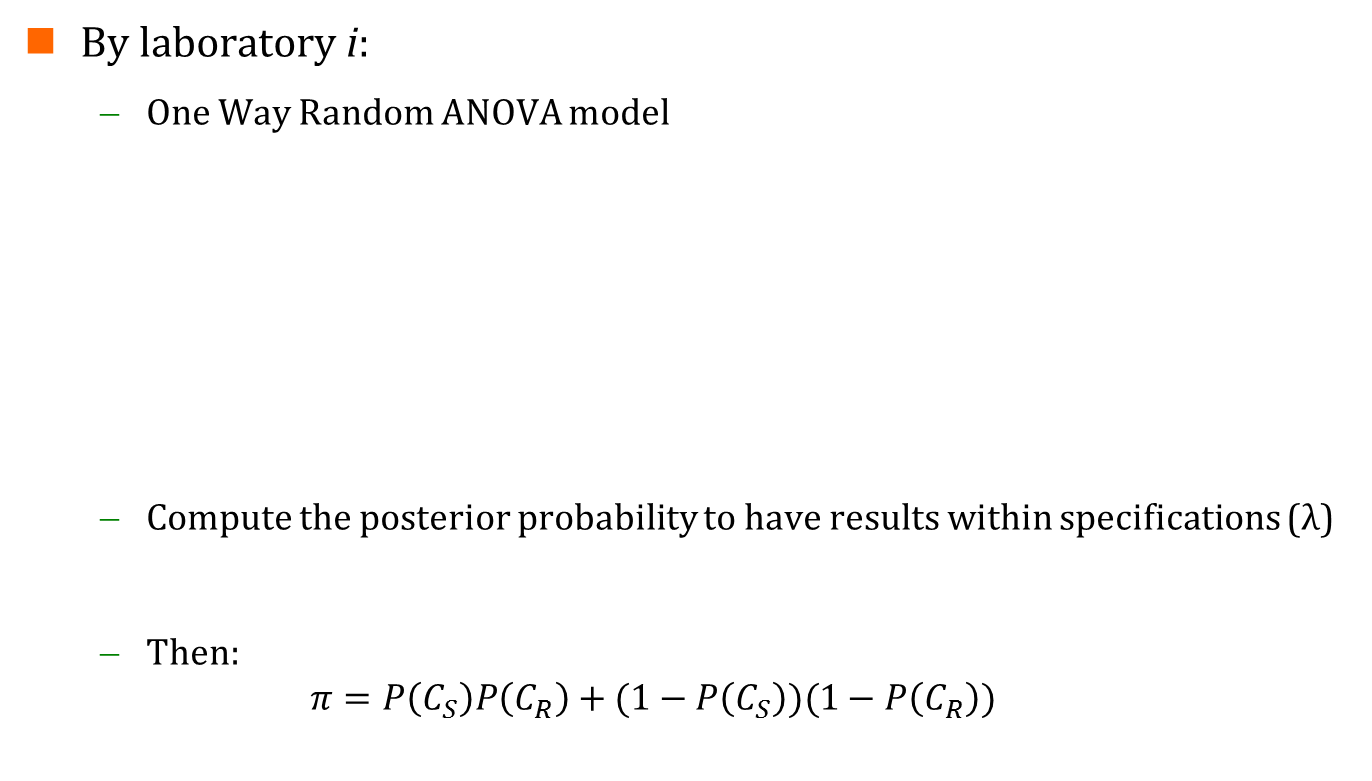 ■ By laboratory i:
– One Way Random ANOVA model
– Compute the posterior probability to have results within specifications (λ)
– Then:
π = P(C_S)P(C_R) + (1 − P(C_S))(1 − P(C_R))